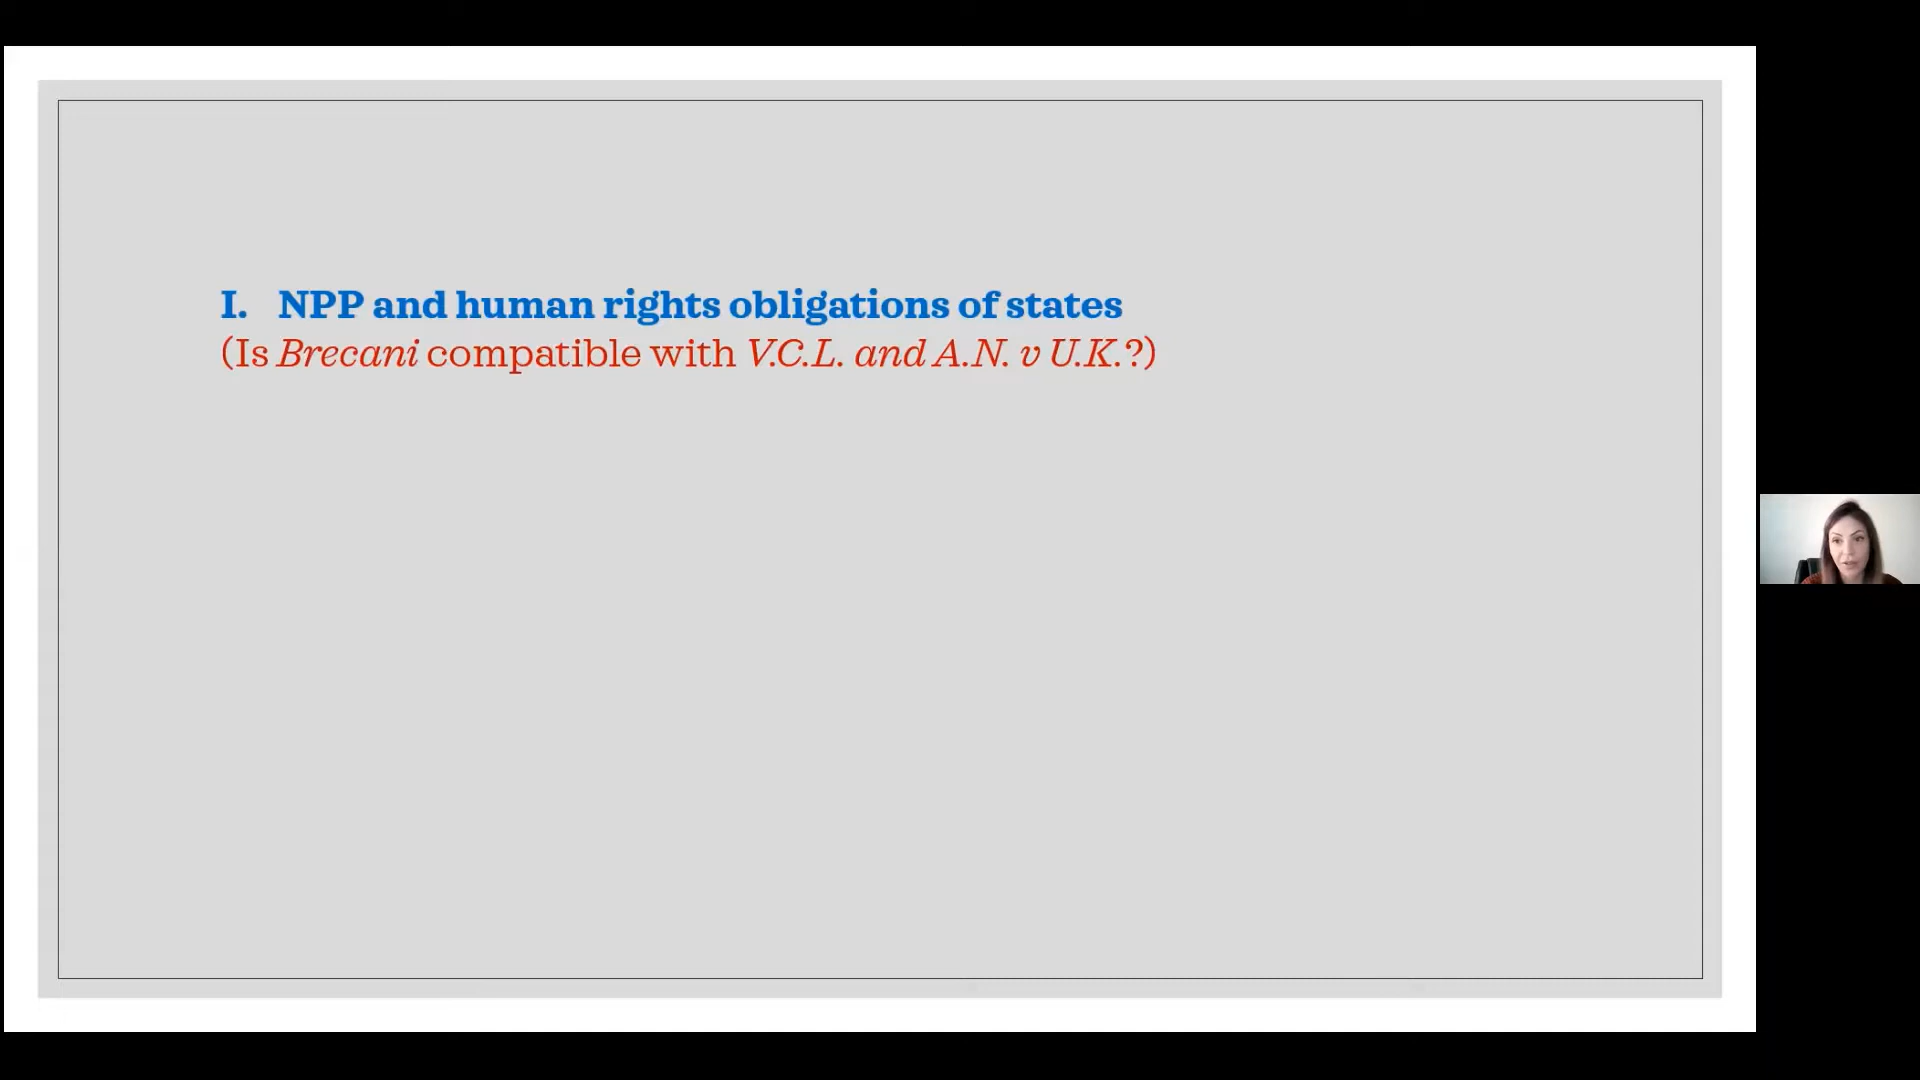 I. NPP and human rights obligations of states
(Is Brecani compatible with V.C.L. and A.N. v U.K.?)